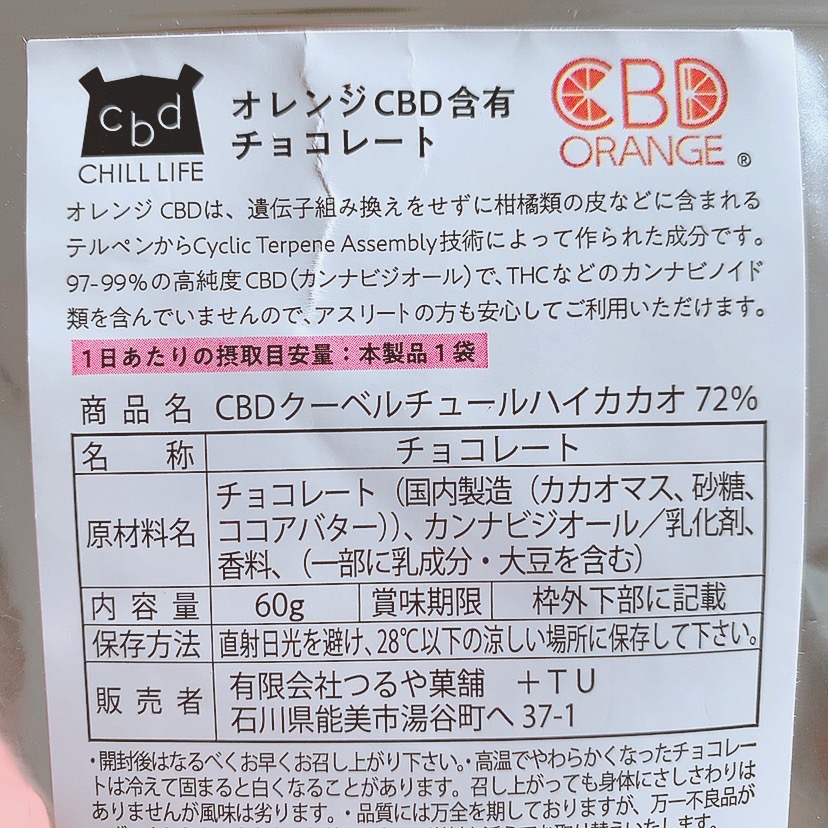 cbd
CHILL LIFE
オレンジCBD含有
チョコレート
CBD
ORANGE®
オレンジ CBDは、遺伝子組み換えをせずに柑橘類の皮などに含まれる
テルペンからCyclic Terpene Assembly技術によって作られた成分です。
97-99%の高純度CBD(カンナビジオール)で、THCなどのカンナビノイド
類を含んでいませんので、アスリートの方も安心してご利用いただけます。
1日あたりの摂取目安量：本製品1袋
商品名 CBDクーベルチュールハイカカオ 72%
名称 チョコレート
原材料名 チョコレート（国内製造（カカオマス、砂糖、
ココアバター））、カンナビジオール／乳化剤、
香料、（一部に乳成分・大豆を含む）
内容量 60g 賞味期限 枠外下部に記載
保存方法 直射日光を避け、28℃以下の涼しい場所に保存して下さい。
販売者 有限会社つるや菓舗 ＋TU
石川県能美市湯谷町へ 37-1
・開封後はなるべくお早くお召し上がり下さい。・高温でやわらかくなったチョコレー
トは冷えて固まると白くなることがあります。召し上がっても身体にさしさわりは
ありませんが風味は劣ります。・品質には万全を期しておりますが、万一不良品が